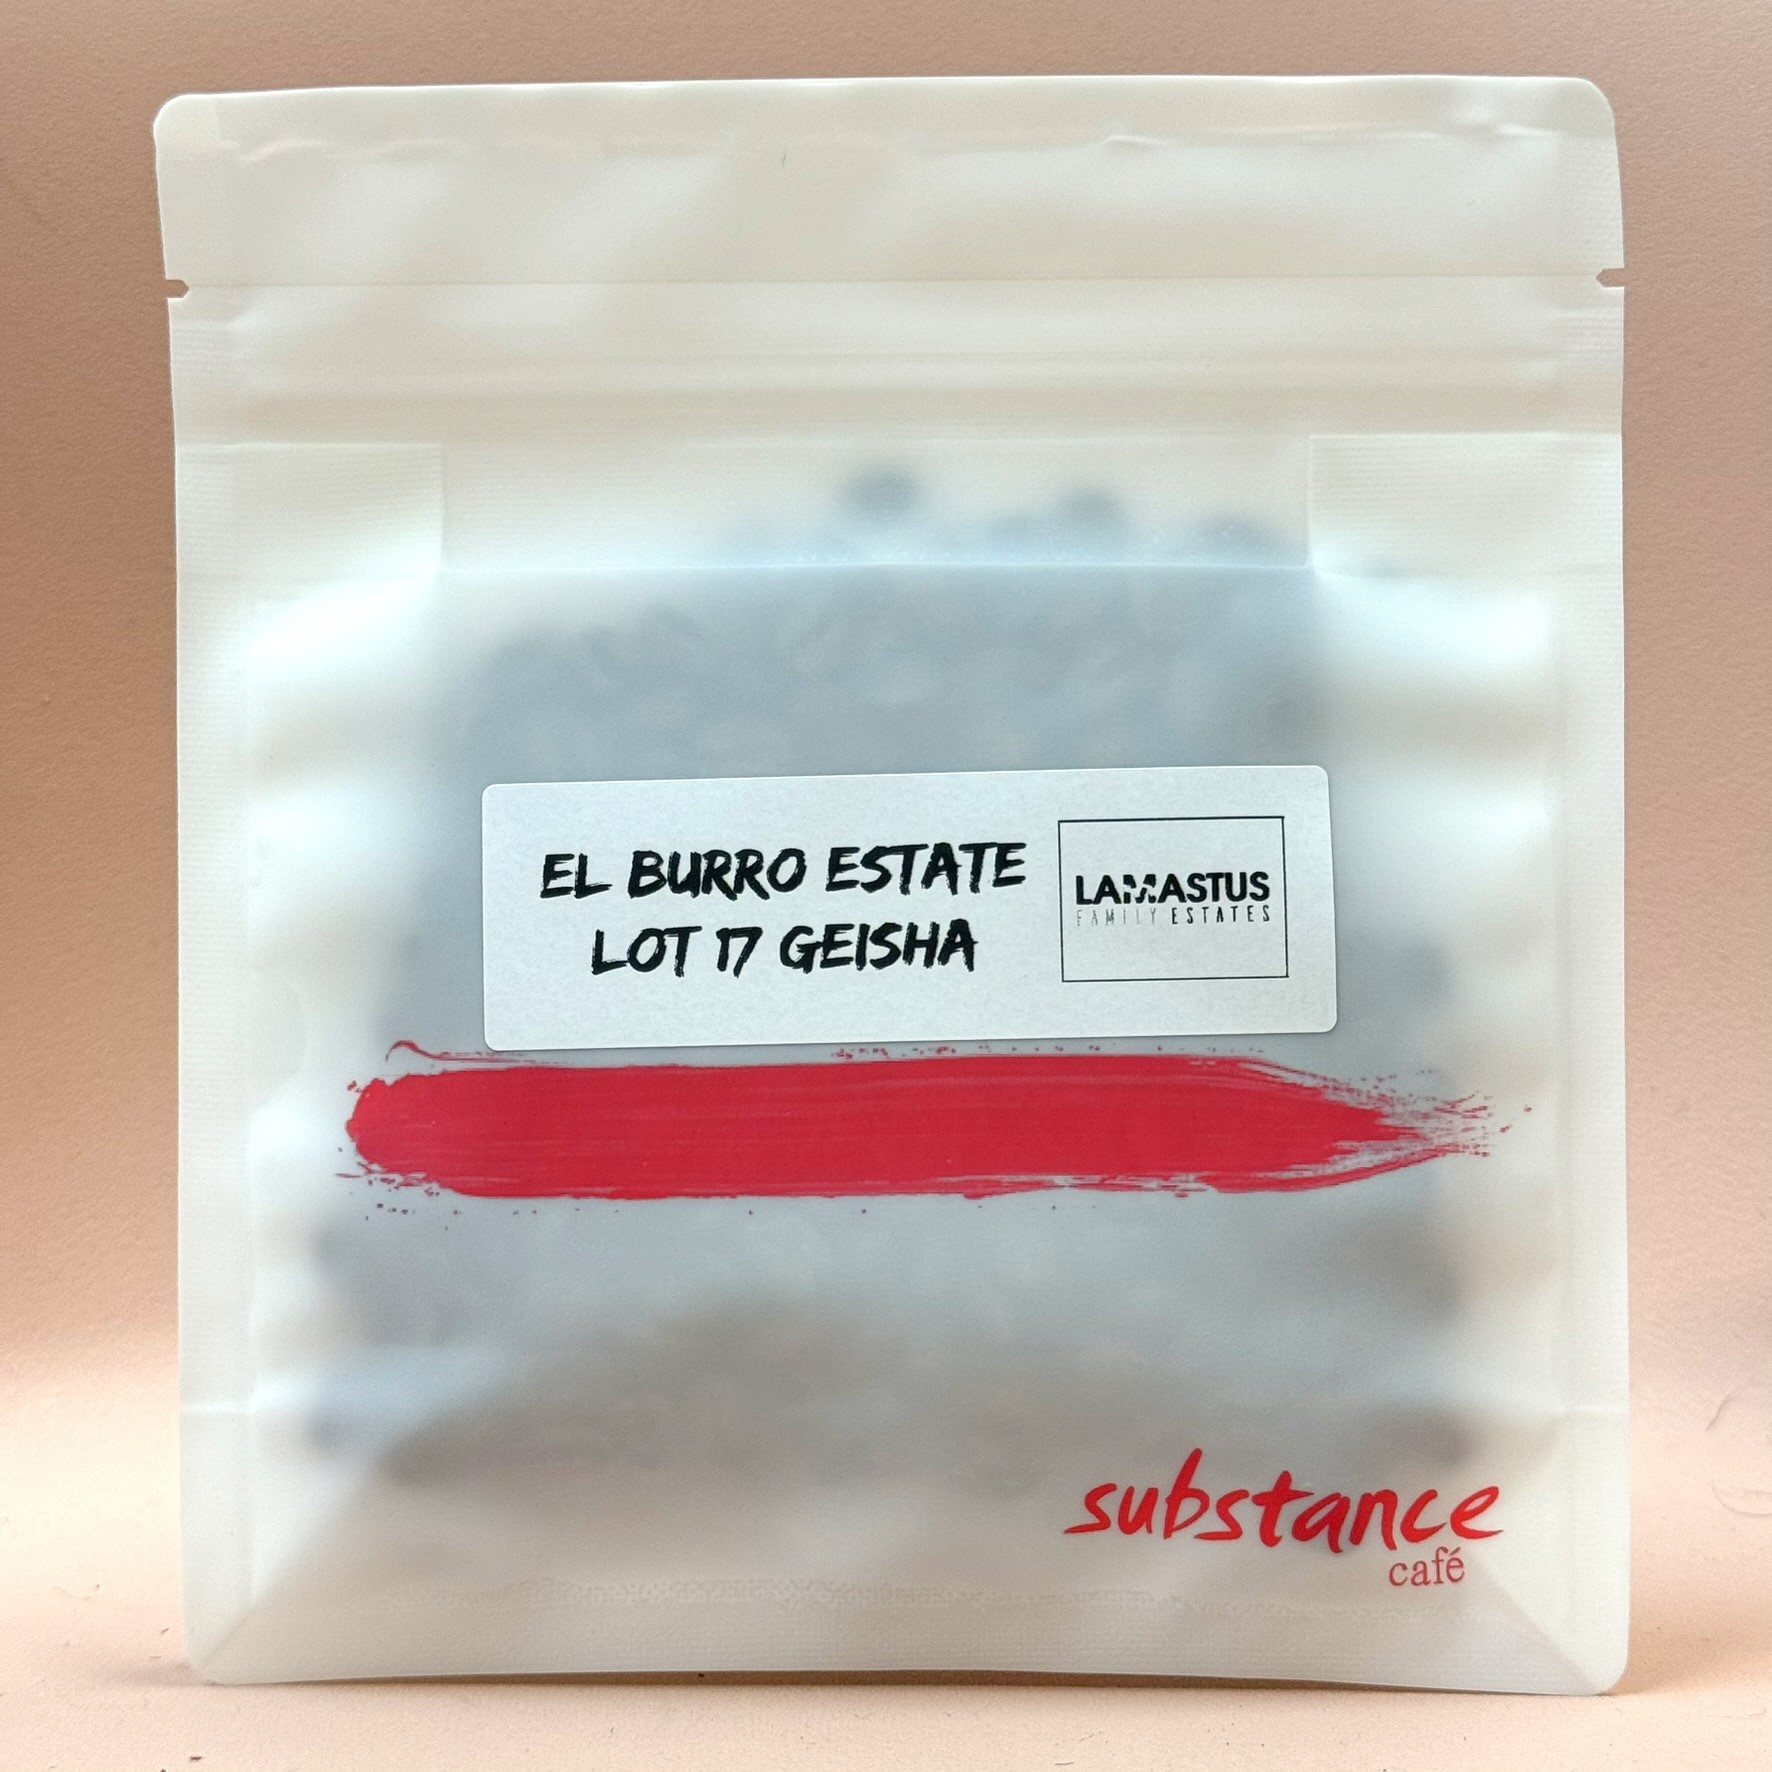 EL BURRO ESTATE
LOT 17 GEISHA
LAMASTUS
FAMILY ESTATES
substance
café